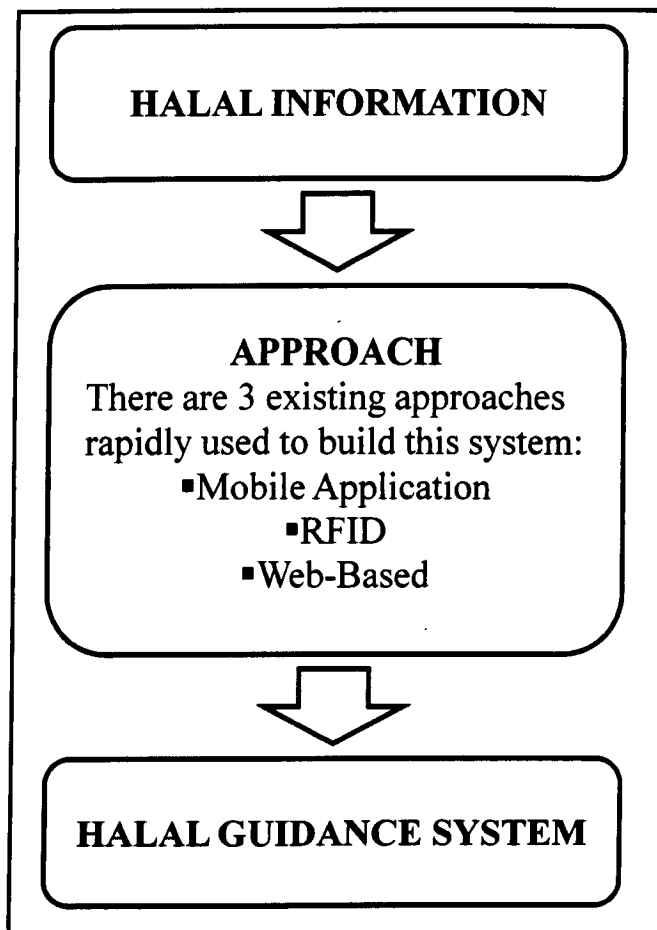 HALAL INFORMATION
APPROACH
There are 3 existing approaches
rapidly used to build this system:
▪Mobile Application
▪RFID
▪Web-Based
HALAL GUIDANCE SYSTEM